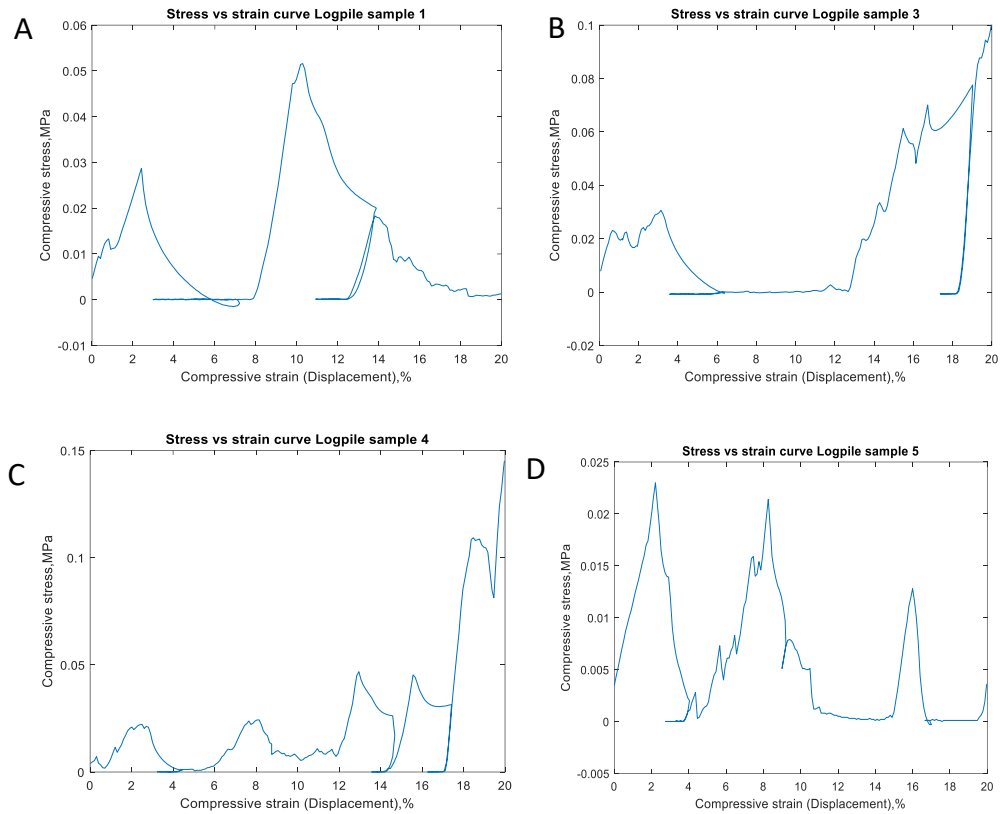 A
Stress vs strain curve Logpile sample 1
0.06
0.05
0.04
0.03
0.02
0.01
0
-0.01
Compressive stress,MPa
0 2 4 6 8 10 12 14 16 18 20
Compressive strain (Displacement),%
B
Stress vs strain curve Logpile sample 3
0.1
0.08
0.06
0.04
0.02
0
-0.02
Compressive stress,MPa
0 2 4 6 8 10 12 14 16 18 20
Compressive strain (Displacement),%
C
Stress vs strain curve Logpile sample 4
0.15
0.1
0.05
0
Compressive stress,MPa
0 2 4 6 8 10 12 14 16 18 20
Compressive strain (Displacement),%
D
Stress vs strain curve Logpile sample 5
0.025
0.02
0.015
0.01
0.005
0
-0.005
Compressive stress,MPa
0 2 4 6 8 10 12 14 16 18 20
Compressive strain (Displacement),%